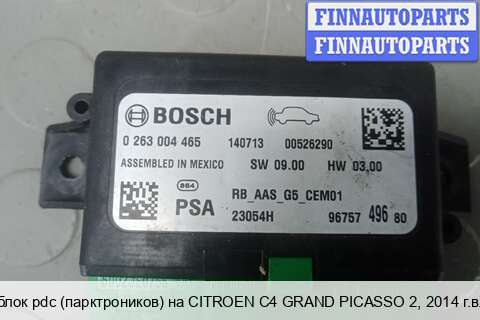 FINNAUTOPARTS
FINNAUTOPARTS
BOSCH
0 263 004 465 140713 00526290
ASSEMBLED IN MEXICO SW 09.00 HW 03.00
884 RB_AAS_G5_CEM01
PSA 23054H 96757 496 80
блок pdc (парктроников) на CITROEN C4 GRAND PICASSO 2, 2014 г.в.